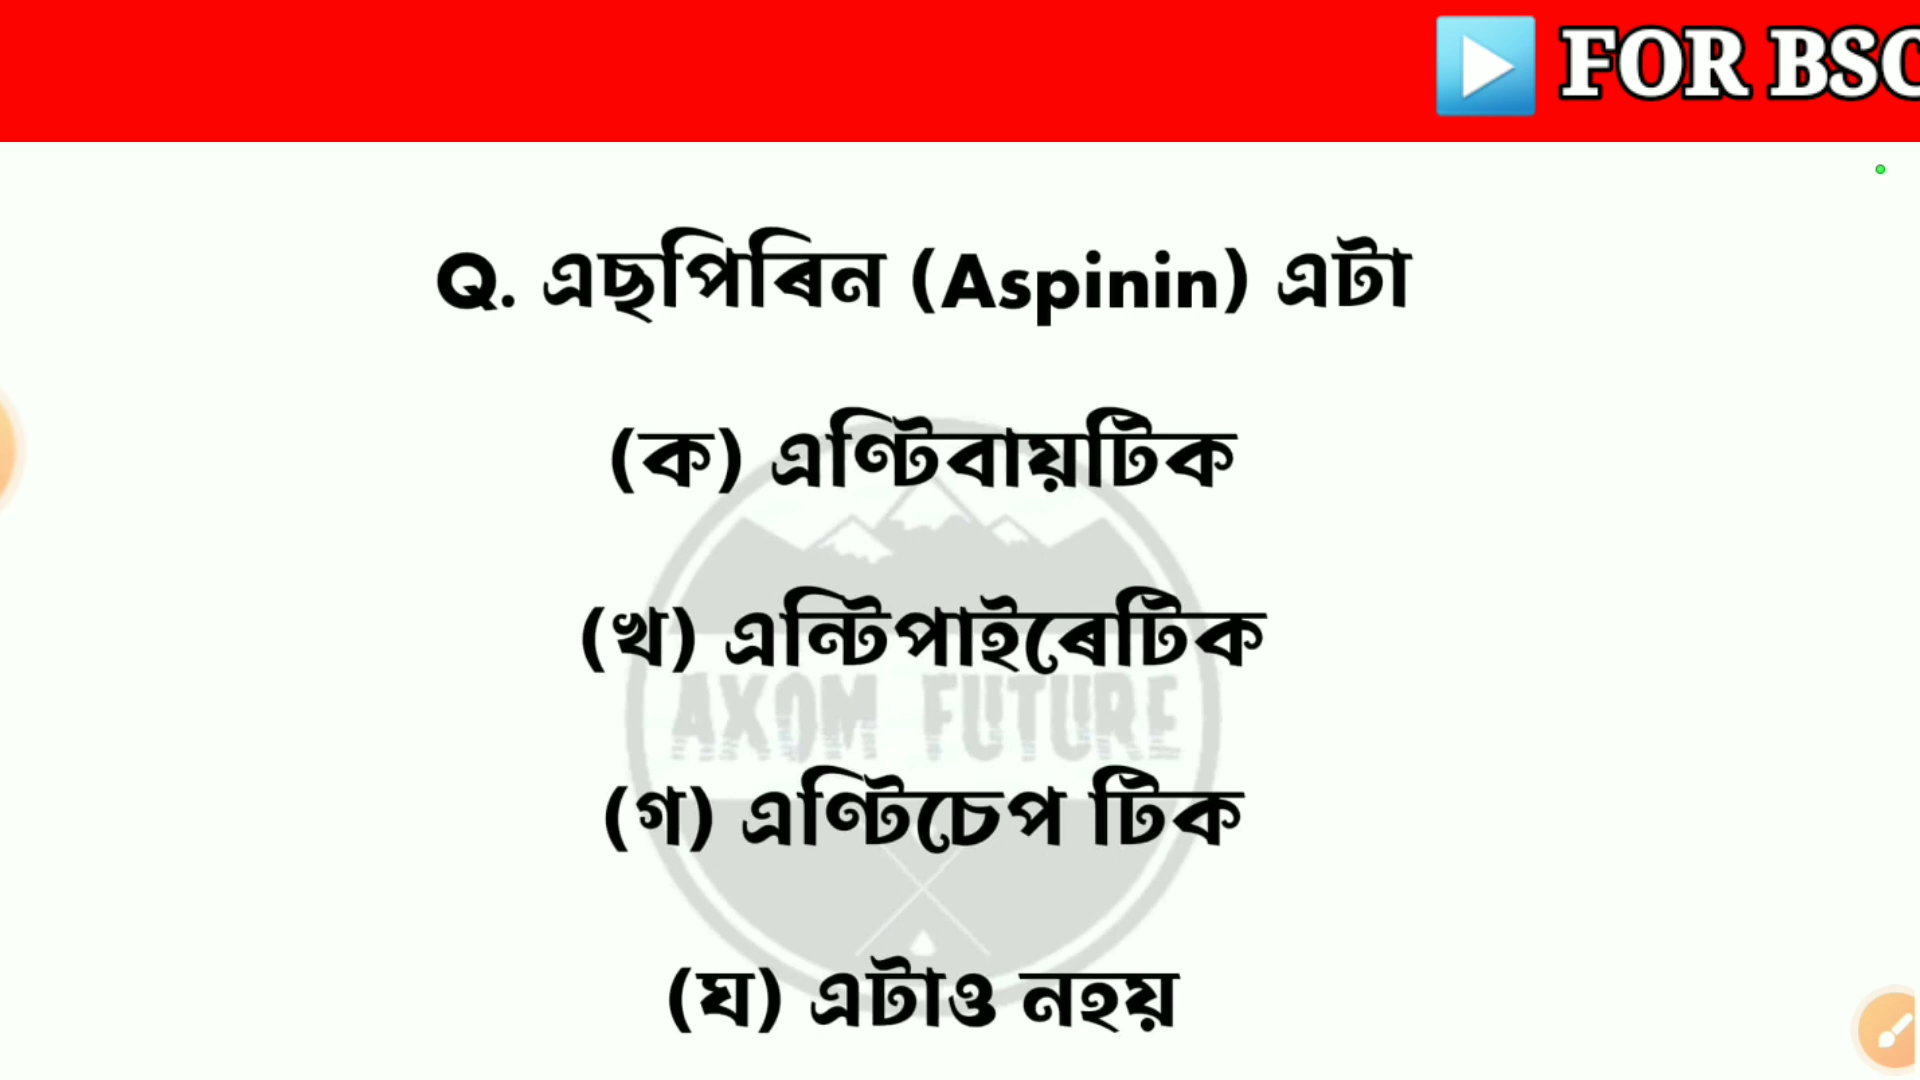 ▶ FOR BSC
Q. এছপিৰিন (Aspinin) এটা
(ক) এণ্টিবায়টিক
(খ) এন্টিপাইৰেটিক
AXOM FUTURE
(গ) এণ্টিচেপ টিক
(ঘ) এটাও নহয়